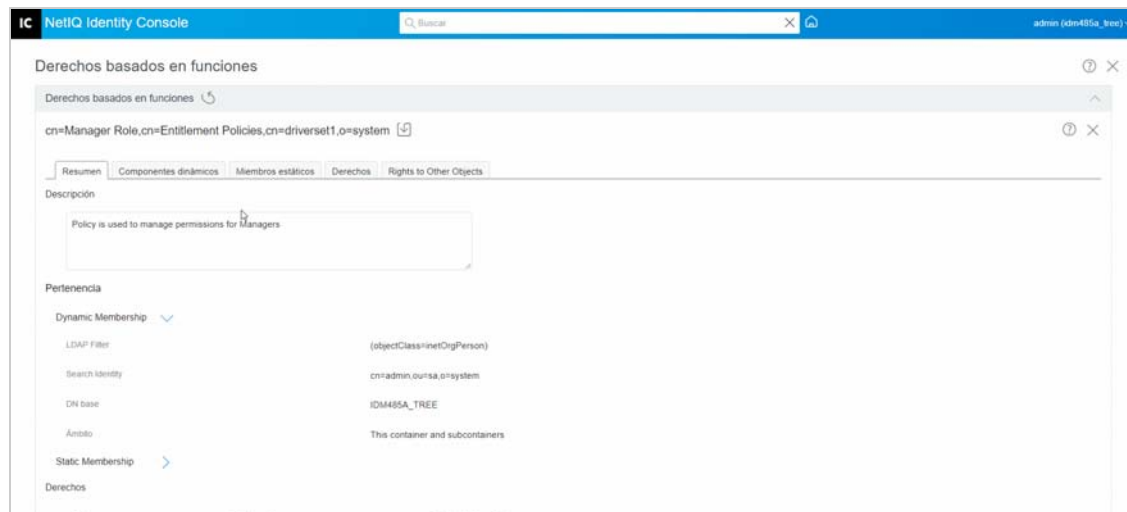 IC NetIQ Identity Console Buscar admin (idm485a_tree)
Derechos basados en funciones
Derechos basados en funciones
cn=Manager Role,cn=Entitlement Policies,cn=driverset1,o=system
Resumen Componentes dinámicos Miembros estáticos Derechos Rights to Other Objects
Descripción
Policy is used to manage permissions for Managers
Pertenencia
Dynamic Membership
LDAP Filter (objectClass=inetOrgPerson)
Search Identity cn=admin,ou=sa,o=system
DN base IDM485A_TREE
Ámbito This container and subcontainers
Static Membership
Derechos